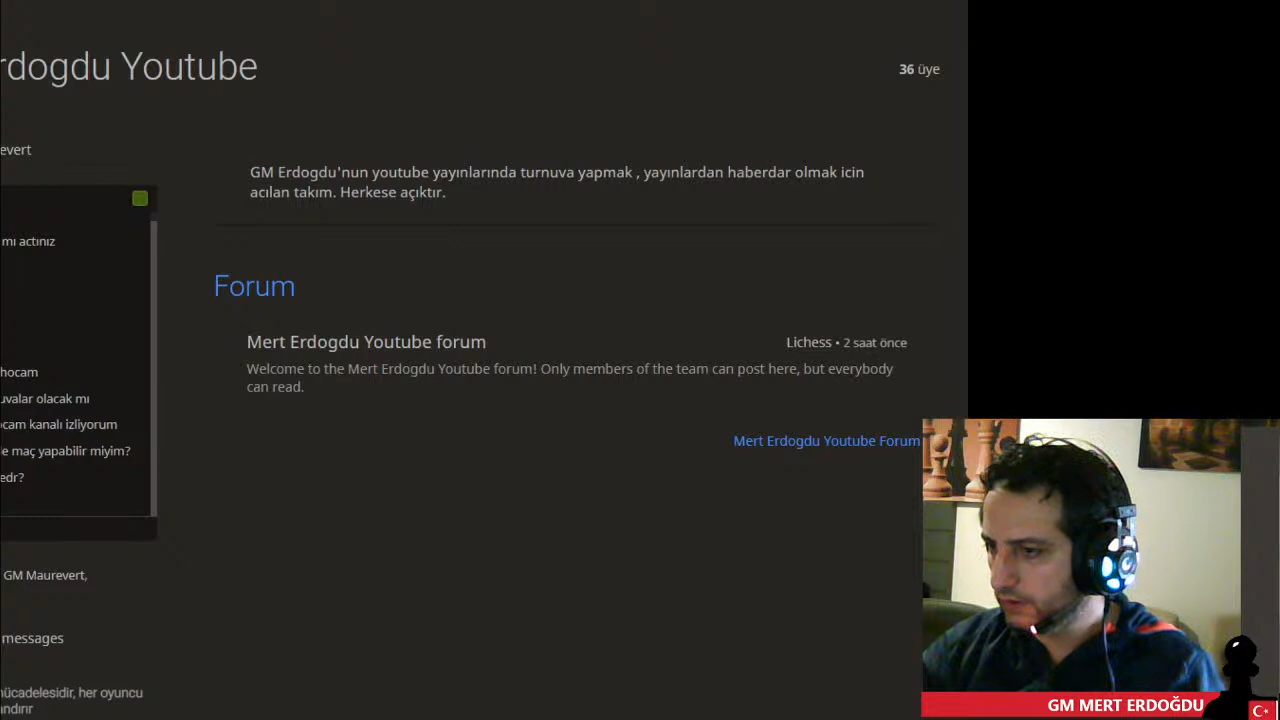 rdogdu Youtube
36 üye
evert
GM Erdogdu'nun youtube yayınlarında turnuva yapmak , yayınlardan haberdar olmak icin
acılan takım. Herkese açıktır.
mı actınız
Forum
Mert Erdogdu Youtube forum
Lichess • 2 saat önce
Welcome to the Mert Erdogdu Youtube forum! Only members of the team can post here, but everybody
can read.
hocam
uvalar olacak mı
ocam kanalı izliyorum
le maç yapabilir miyim?
edr?
Mert Erdogdu Youtube Forum
GM Maurevert,
messages
nücadelesidir, her oyuncu
ndırır
GM MERT ERDOĞDU